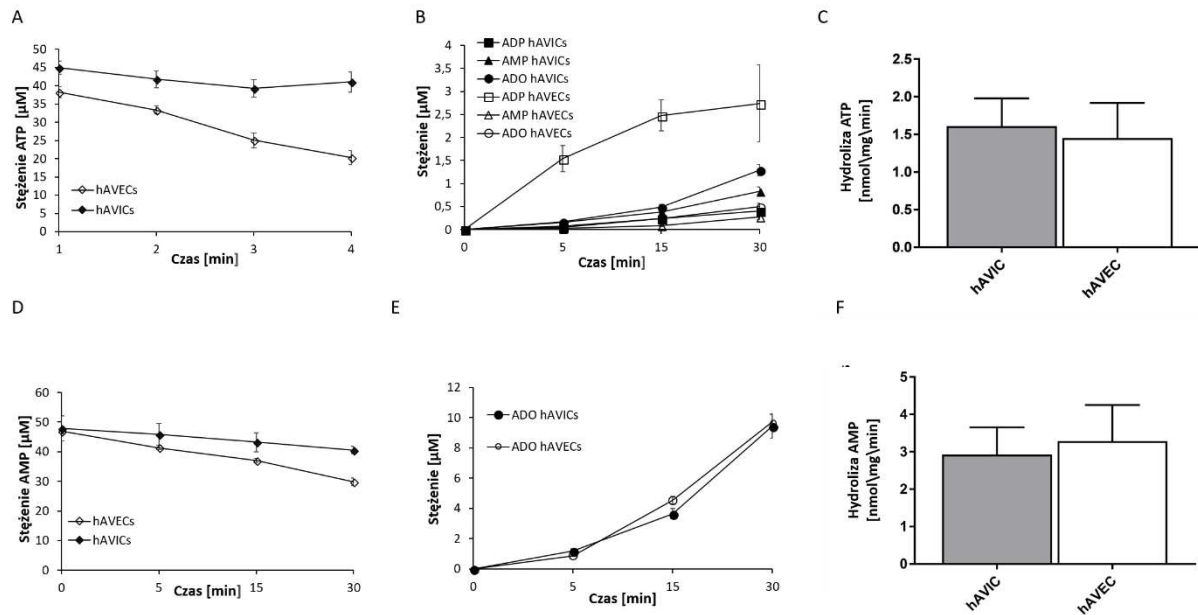 A
Stężenie ATP [µM]
50
45
40
35
30
25
20
15
10
5
0
hAVECs
hAVICs
1
2
3
4
Czas [min]
B
Stężenie [µM]
4
3,5
3
2,5
2
1,5
1
0,5
0
ADP hAVICs
AMP hAVICs
ADO hAVICs
ADP hAVECs
AMP hAVECs
ADO hAVECs
0
5
15
30
Czas [min]
C
Hydroliza ATP
[nmol\mg\min]
2.5
2.0
1.5
1.0
0.5
0.0
hAVIC
hAVEC
D
Stężenie AMP [µM]
60
50
40
30
20
10
0
hAVECs
hAVICs
0
5
15
30
Czas [min]
E
Stężenie [µM]
12
10
8
6
4
2
0
ADO hAVICs
ADO hAVECs
0
5
15
30
Czas [min]
F
Hydroliza AMP
[nmol\mg\min]
5
4
3
2
1
0
hAVIC
hAVEC